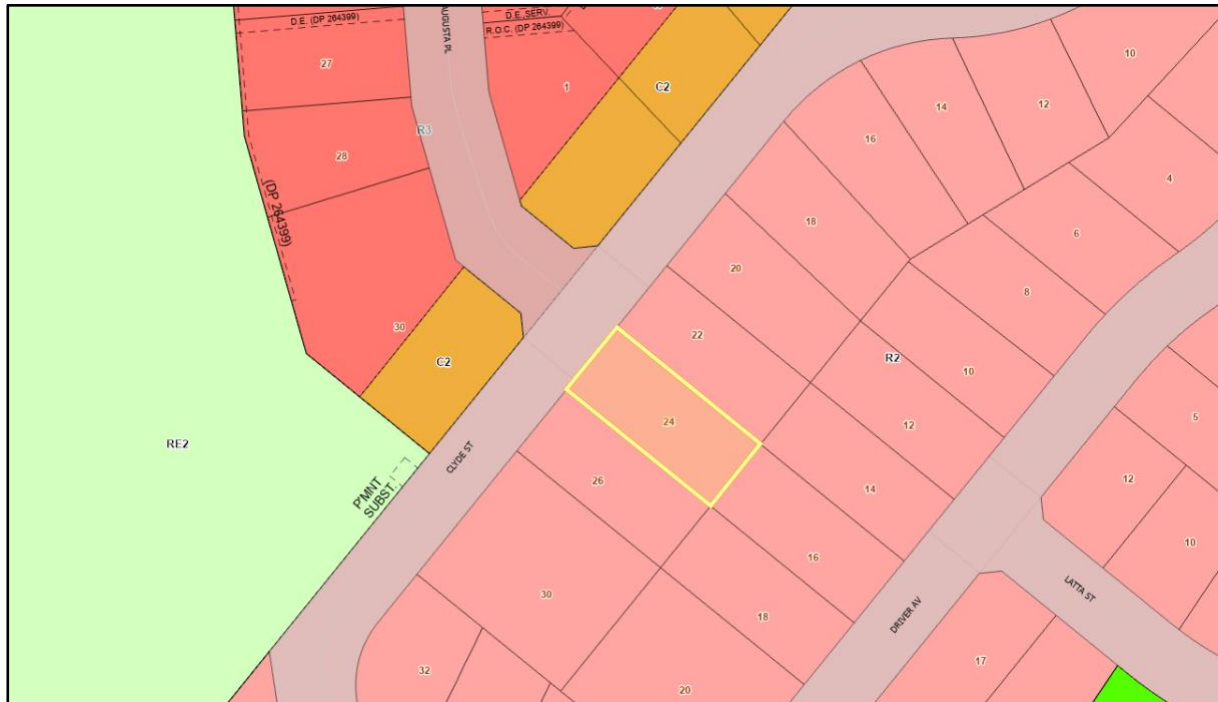 D.E. (DP 264399)
D.E. SERV.
R.O.C. (DP 264399)
AUGUSTA PL
27
1
C2
10
14
12
R3
16
28
4
(DP 264399)
18
6
20
8
30
22
C2
R2
10
24
12
5
RE2
CLYDE ST
P'MNT
SUBST.
26
14
12
16
10
30
18
LATTA ST
DRIVER AV
32
17
20